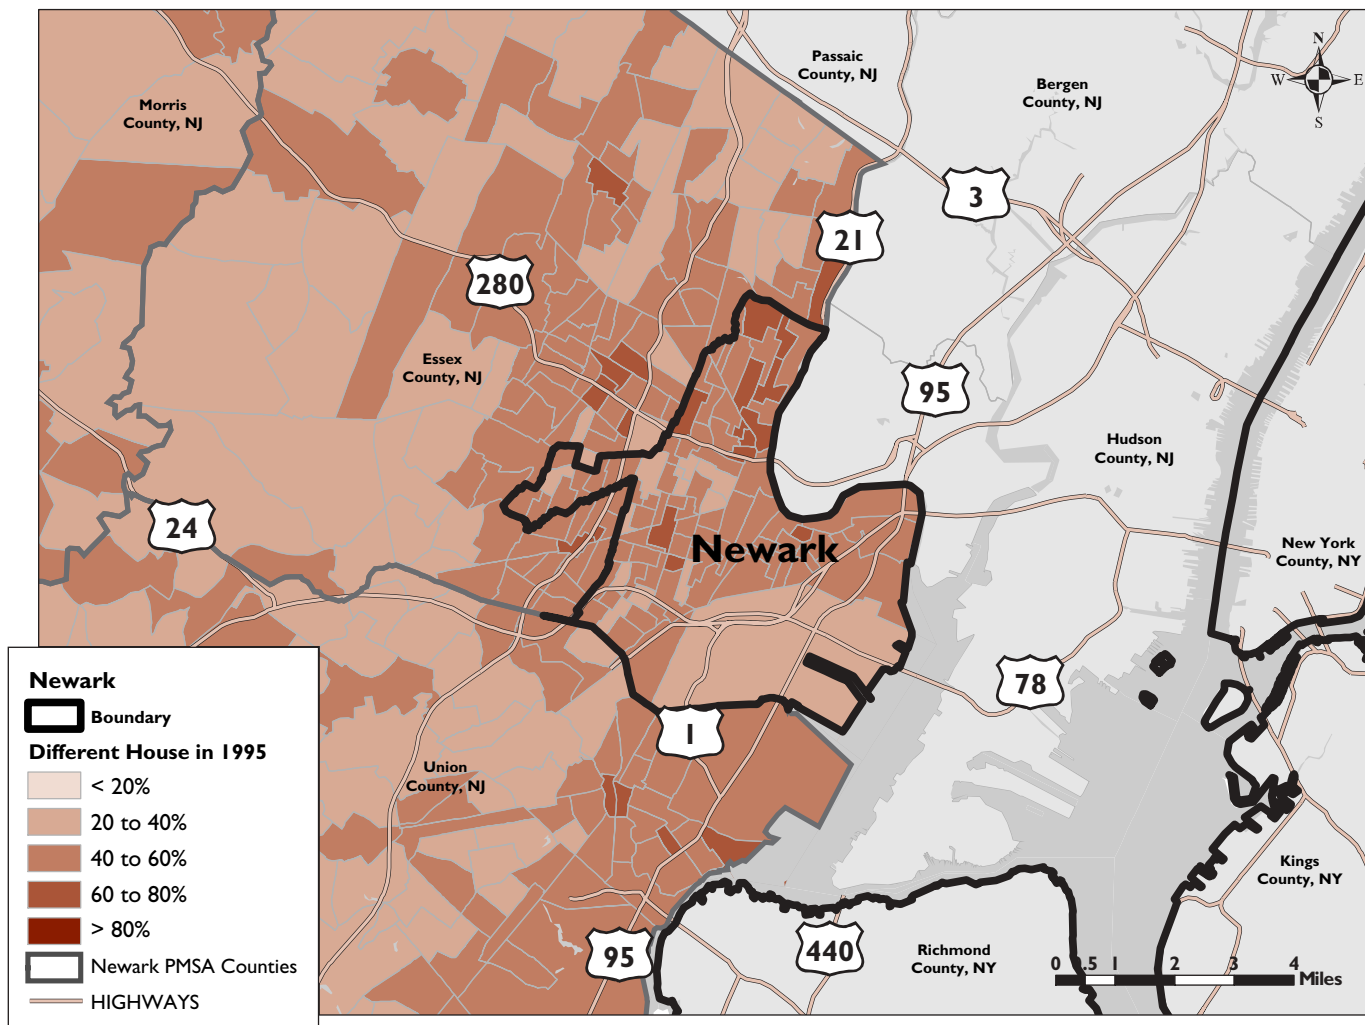 Passaic
County, NJ
Bergen
County, NJ
N
W
E
S
Morris
County, NJ
3
21
280
Essex
County, NJ
95
Hudson
County, NJ
24
Newark
New York
County, NY
78
1
Union
County, NJ
Kings
County, NY
95
440
Richmond
County, NY
0 0.5 1 2 3 4
Miles
Newark
Boundary
Different House in 1995
< 20%
20 to 40%
40 to 60%
60 to 80%
> 80%
Newark PMSA Counties
HIGHWAYS